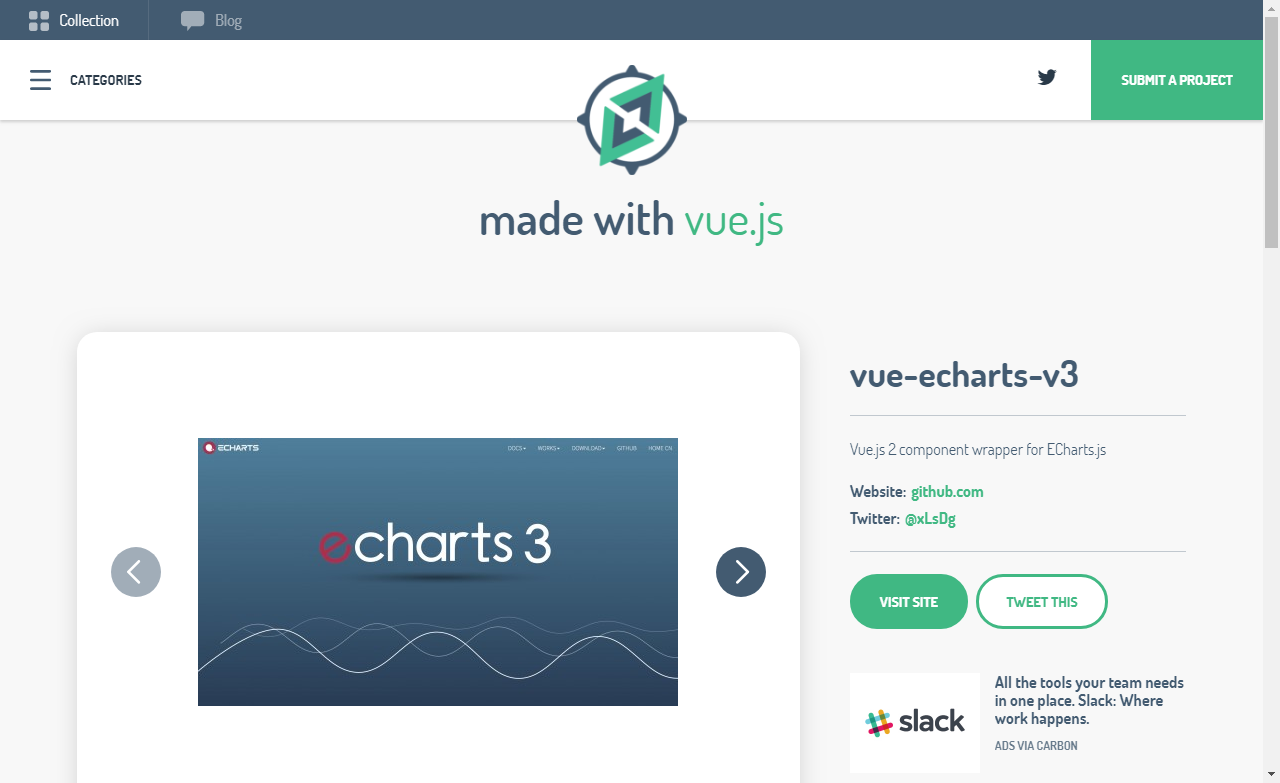 Collection
Blog
CATEGORIES
SUBMIT A PROJECT
made with vue.js
ECHARTS
DOCS WORKS DOWNLOAD GITHUB HOME CN
echarts 3
vue-echarts-v3
Vue.js 2 component wrapper for ECharts.js
Website: github.com
Twitter: @xLsDg
VISIT SITE
TWEET THIS
slack
All the tools your team needs
in one place. Slack: Where
work happens.
ADS VIA CARBON